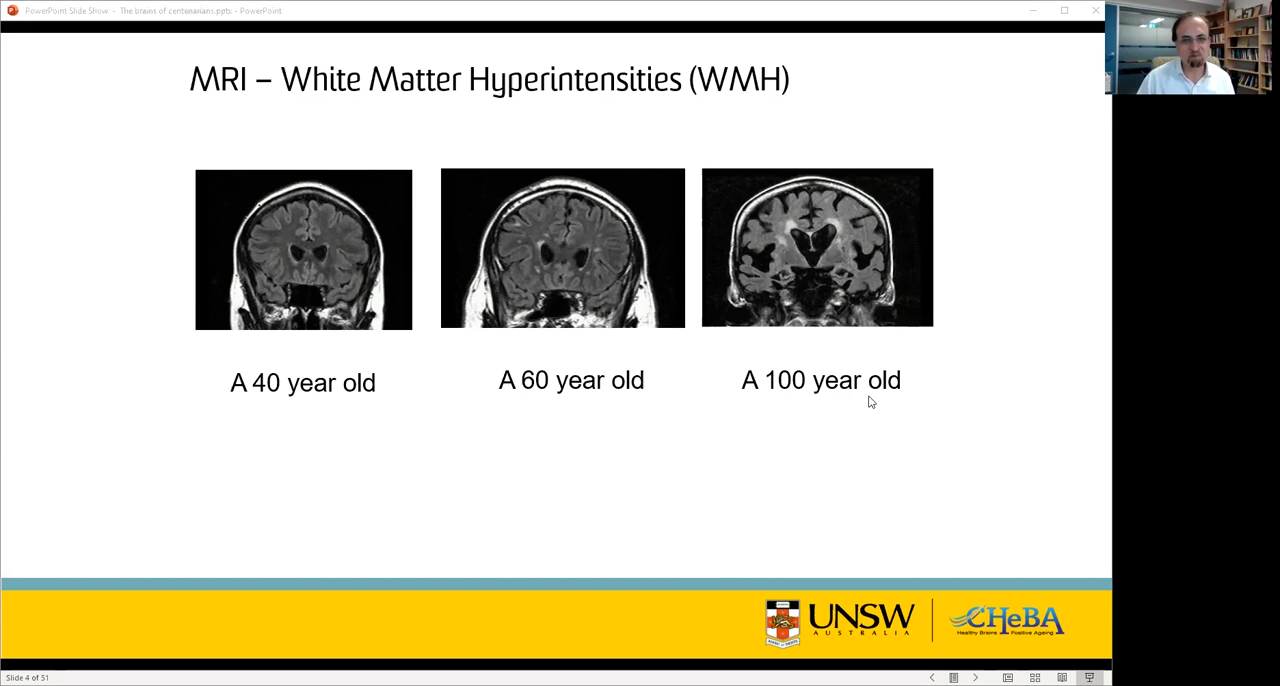 PowerPoint Slide Show - The brains of centenarians.pptx - PowerPoint
MRI – White Matter Hyperintensities (WMH)
A 40 year old
A 60 year old
A 100 year old
UNSW
AUSTRALIA
CHeBA
Healthy Brains Positive Ageing
Slide 4 of 51